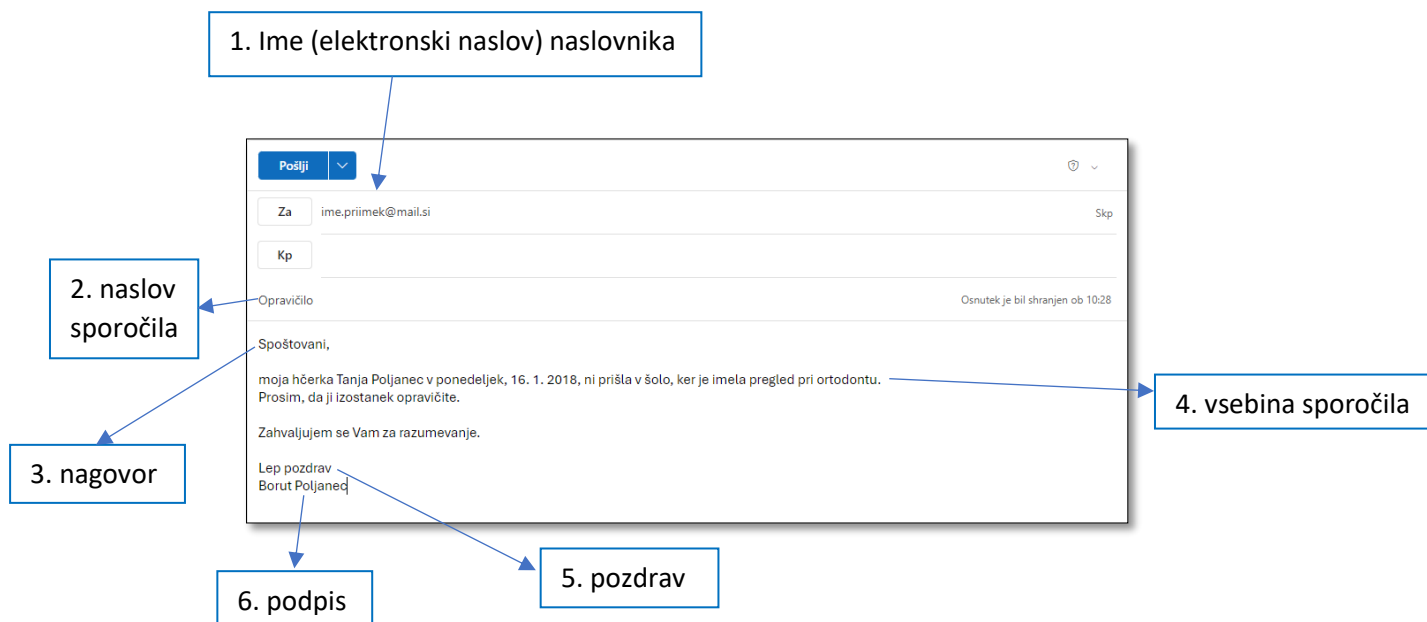 1. Ime (elektronski naslov) naslovnika
Pošlji
Za
ime.priimek@mail.si
Skp
Kp
2. naslov
sporočila
Opravičilo
Osnutek je bil shranjen ob 10:28
Spoštovani,
moja hčerka Tanja Poljanec v ponedeljek, 16. 1. 2018, ni prišla v šolo, ker je imela pregled pri ortodontu.
Prosim, da ji izostanek opravičite.
4. vsebina sporočila
Zahvaljujem se Vam za razumevanje.
3. nagovor
Lep pozdrav
Borut Poljanec
5. pozdrav
6. podpis